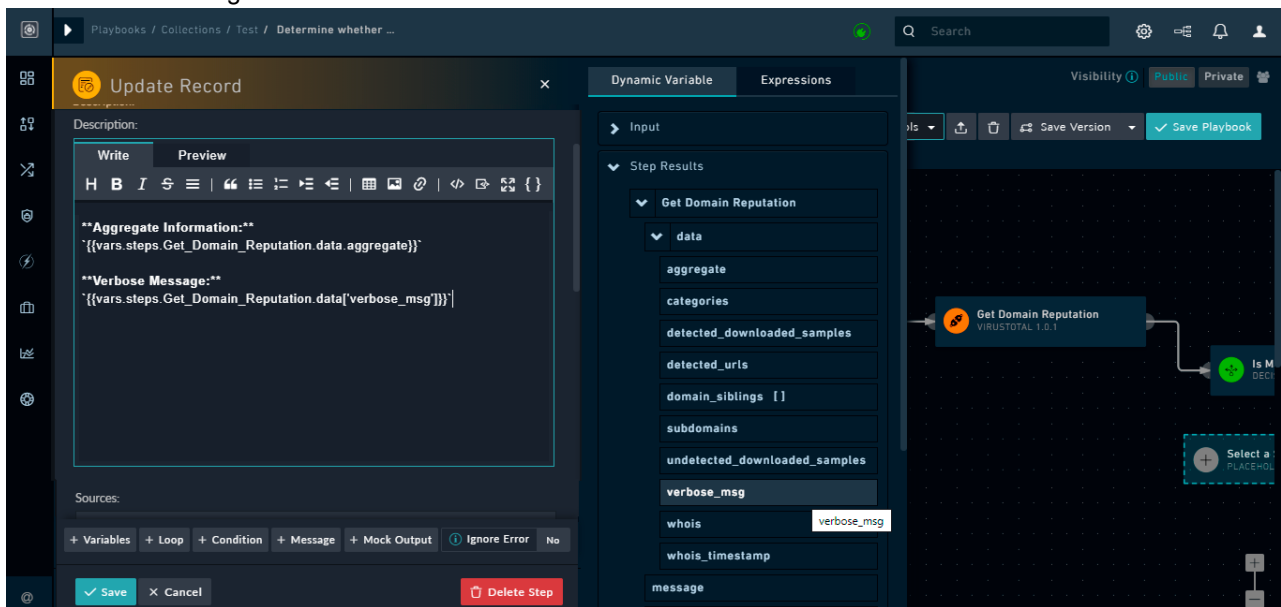 Playbooks / Collections / Test / Determine whether ...
Search
Update Record
×
Dynamic Variable
Expressions
Visibility
Public
Private
Description:
Input
Save Version
Save Playbook
Write
Preview
Step Results
H B I S
Get Domain Reputation
**Aggregate Information:**
`{{vars.steps.Get_Domain_Reputation.data.aggregate}}`
**Verbose Message:**
`{{vars.steps.Get_Domain_Reputation.data['verbose_msg']}}`
data
aggregate
categories
detected_downloaded_samples
detected_urls
domain_siblings []
subdomains
undetected_downloaded_samples
verbose_msg
verbose_msg
whois
whois_timestamp
message
Get Domain Reputation
VIRUSTOTAL 1.0.1
Is M
DECI
Select a
PLACEHOL
Sources:
+ Variables + Loop + Condition + Message + Mock Output Ignore Error No
Save
× Cancel
Delete Step
@